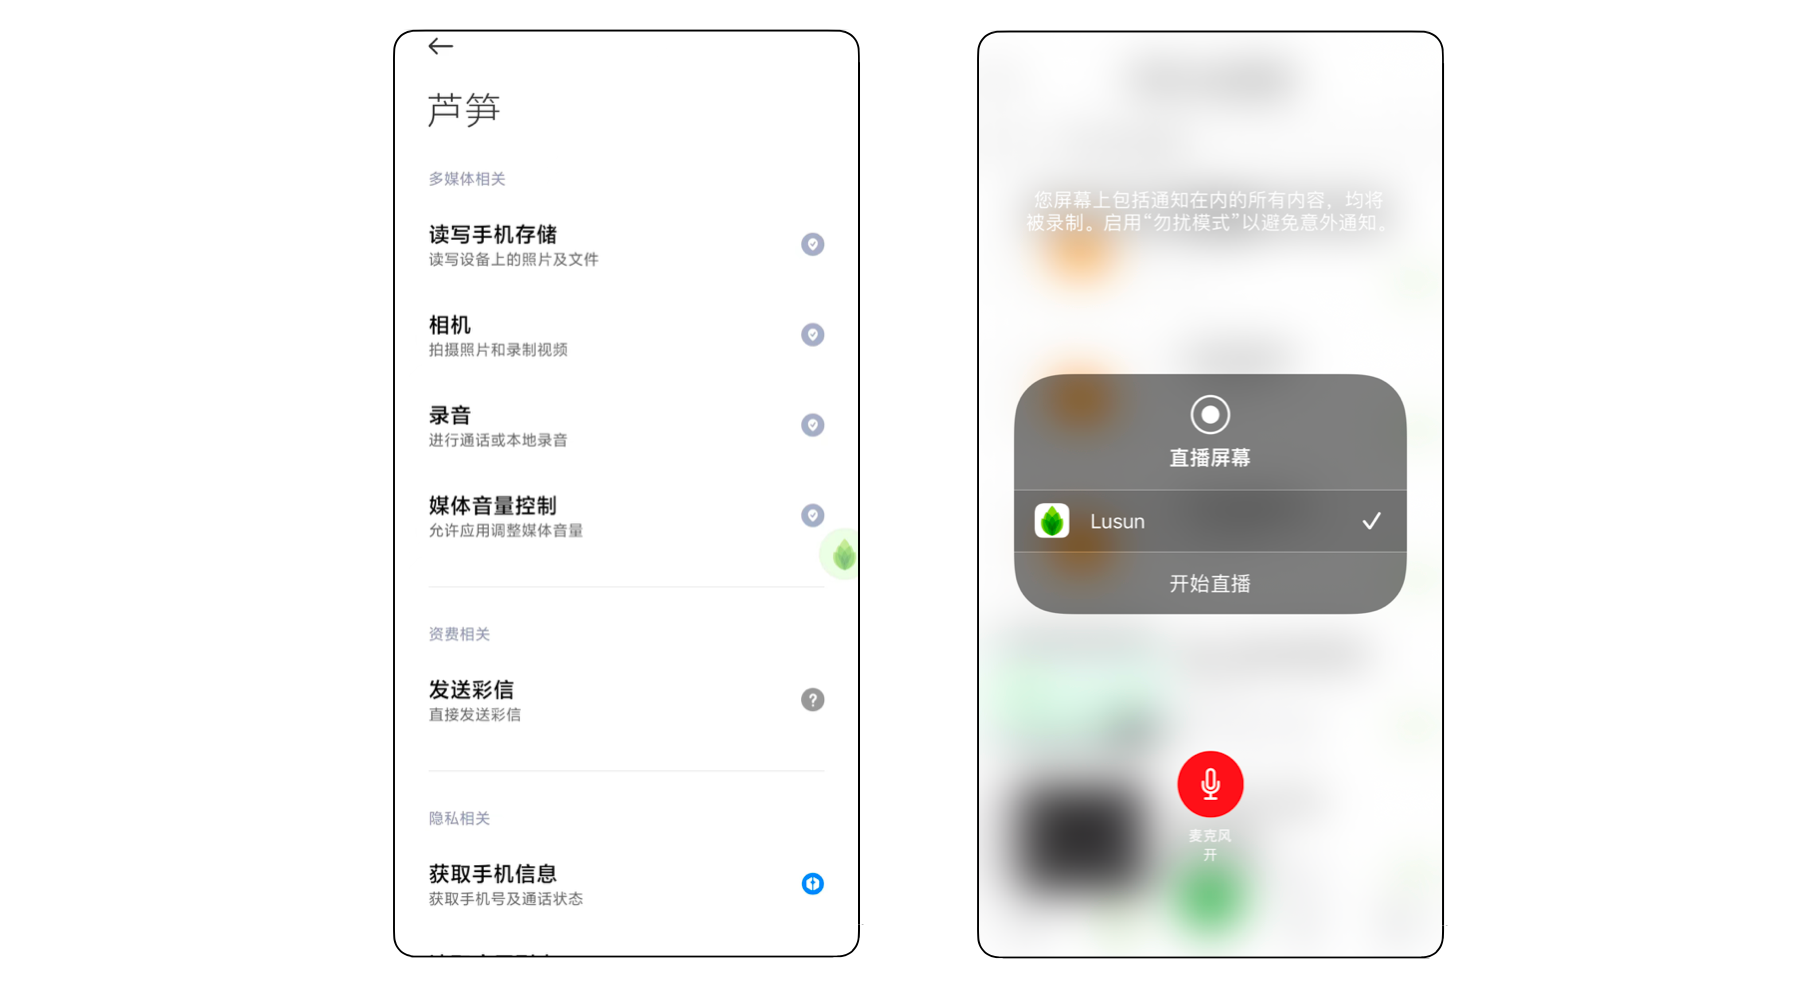 芦笋
多媒体相关
读写手机存储
读写设备上的照片及文件
相机
拍摄照片和录制视频
录音
进行通话或本地录音
媒体音量控制
允许应用调整媒体音量
资费相关
发送彩信
直接发送彩信
隐私相关
获取手机信息
获取手机号及通话状态
您屏幕上包括通知在内的所有内容，均将
被录制。启用“勿扰模式”以避免意外通知。
直播屏幕
Lusun
开始直播
麦克风
开